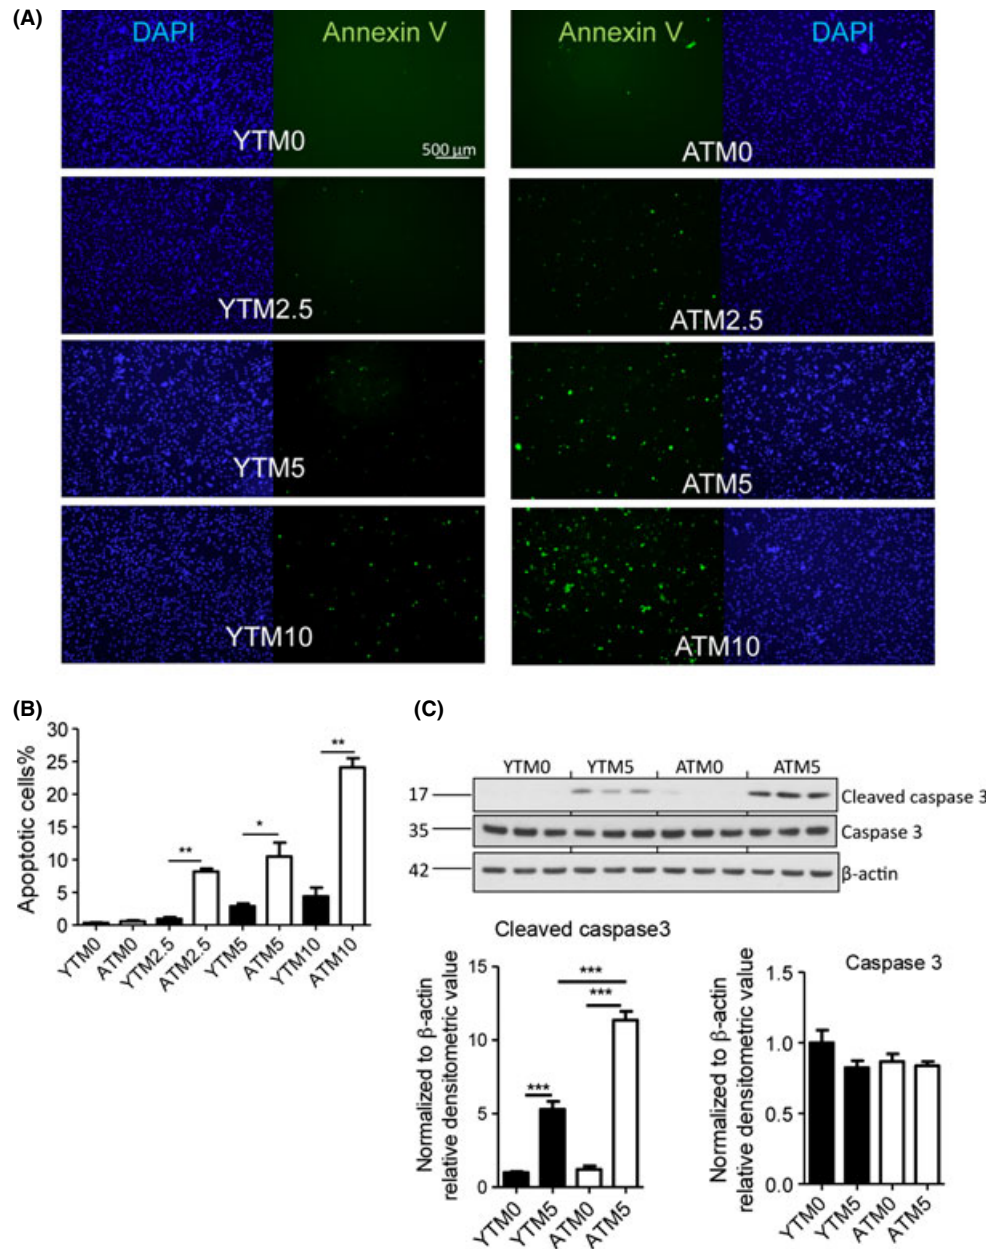 (A)
DAPI Annexin V
Annexin V DAPI
YTM0
500 µm
ATM0
YTM2.5
ATM2.5
YTM5
ATM5
YTM10
ATM10
(B)
30
25
20
15
10
5
0
Apoptotic cells%
**
*
**
YTM0 ATM0 YTM2.5 ATM2.5 YTM5 ATM5 YTM10 ATM10
(C)
YTM0 YTM5 ATM0 ATM5
17 Cleaved caspase 3
35 Caspase 3
42 β-actin
Cleaved caspase3
Normalized to β-actin
relative densitometric value
15
10
5
0
***
***
***
YTM0 YTM5 ATM0 ATM5
Caspase 3
Normalized to β-actin
relative densitometric value
1.5
1.0
0.5
0.0
YTM0 YTM5 ATM0 ATM5